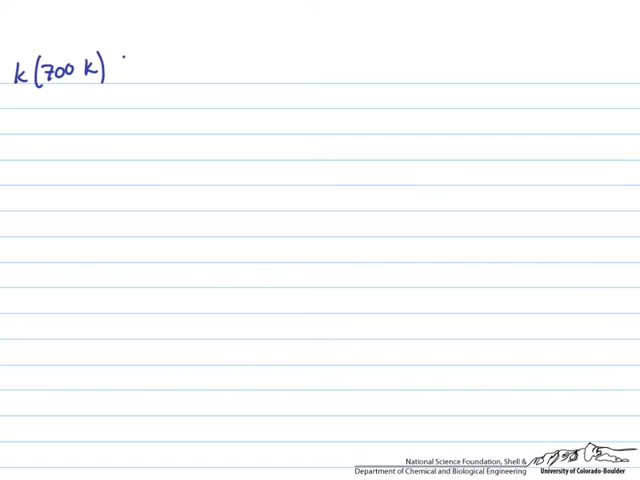 k (700 K)
National Science Foundation, Shell &
Department of Chemical and Biological Engineering
University of Colorado-Boulder